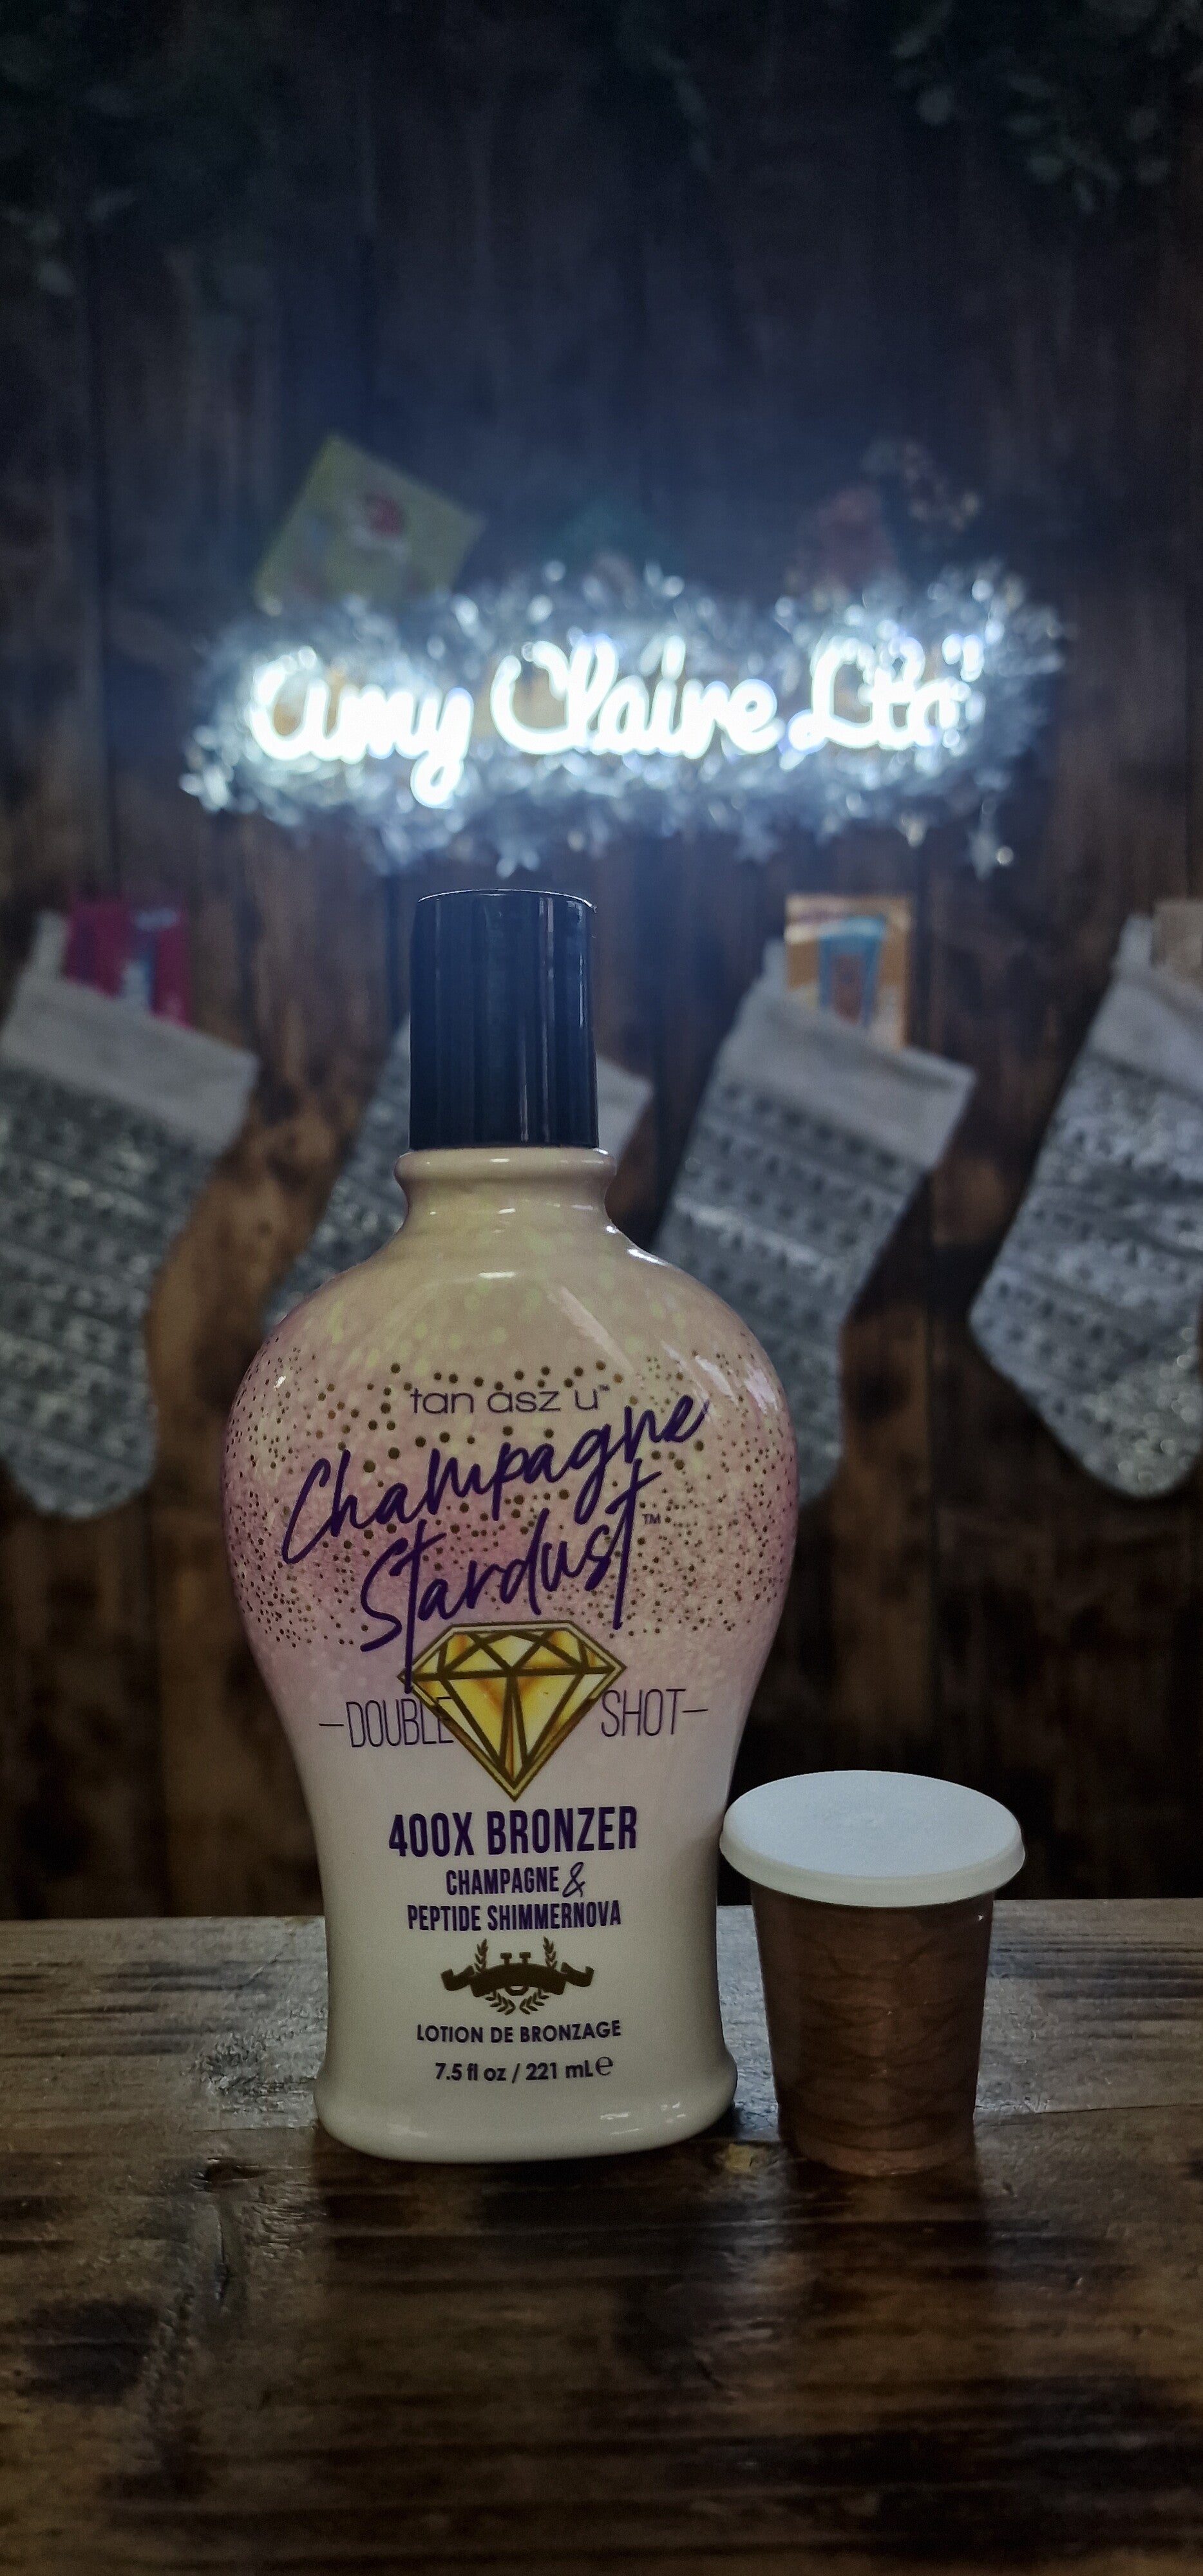 Amy Claire Ltd
tan asz u™
Champagne
Stardust™
—DOUBLE SHOT—
400X BRONZER
CHAMPAGNE &
PEPTIDE SHIMMERNOVA
U
LOTION DE BRONZAGE
7.5 fl oz / 221 mL ℮